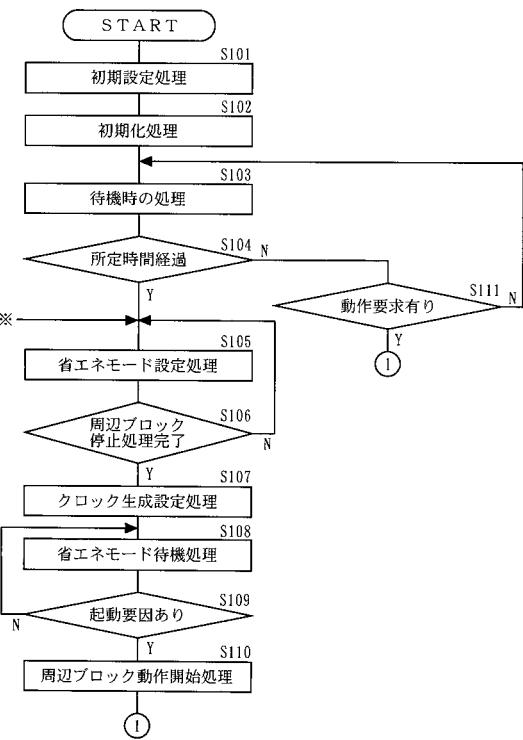 START
S101
初期設定処理
S102
初期化処理
S103
待機時の処理
S104
所定時間経過
N
Y
S111
動作要求有り
N
Y
1
※
S105
省エネモード設定処理
S106
周辺ブロック
停止処理完了
N
Y
S107
クロック生成設定処理
S108
省エネモード待機処理
S109
起動要因あり
N
Y
S110
周辺ブロック動作開始処理
1